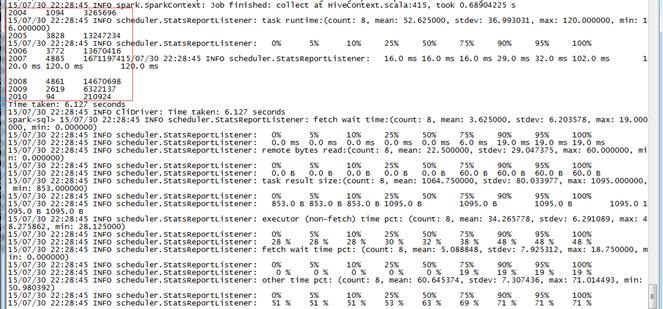 15/07/30 22:28:45 INFO spark.SparkContext: Job finished: collect at HiveContext.scala:415, took 0.68904225 s
2004 1094 3265696
15/07/30 22:28:45 INFO scheduler.StatsReportListener: task runtime:(count: 8, mean: 52.625000, stdev: 36.993031, max: 120.000000, min: 1
6.000000)
2005 3828 13247234
15/07/30 22:28:45 INFO scheduler.StatsReportListener: 0% 5% 10% 25% 50% 75% 90% 95% 100%
2006 3772 13670416
2007 4885 1671197415/07/30 22:28:45 INFO scheduler.StatsReportListener: 16.0 ms 16.0 ms 16.0 ms 29.0 ms 32.0 ms 102.0 ms 1
20.0 ms 120.0 ms 120.0 ms
2008 4861 14670698
2009 2619 6322137
2010 94 210924
Time taken: 6.127 seconds
15/07/30 22:28:45 INFO CliDriver: Time taken: 6.127 seconds
spark-sql> 15/07/30 22:28:45 INFO scheduler.StatsReportListener: fetch wait time:(count: 8, mean: 3.625000, stdev: 6.203578, max: 19.000
000, min: 0.000000)
15/07/30 22:28:45 INFO scheduler.StatsReportListener: 0% 5% 10% 25% 50% 75% 90% 95% 100%
15/07/30 22:28:45 INFO scheduler.StatsReportListener: 0.0 ms 0.0 ms 0.0 ms 0.0 ms 0.0 ms 6.0 ms 19.0 ms 19.0 ms 19.0 ms
15/07/30 22:28:45 INFO scheduler.StatsReportListener: remote bytes read:(count: 8, mean: 22.500000, stdev: 29.047375, max: 60.000000, mi
n: 0.000000)
15/07/30 22:28:45 INFO scheduler.StatsReportListener: 0% 5% 10% 25% 50% 75% 90% 95% 100%
15/07/30 22:28:45 INFO scheduler.StatsReportListener: 0.0 B 0.0 B 0.0 B 0.0 B 0.0 B 60.0 B 60.0 B 60.0 B 60.0 B
15/07/30 22:28:45 INFO scheduler.StatsReportListener: task result size:(count: 8, mean: 1064.750000, stdev: 80.033977, max: 1095.000000,
min: 853.000000)
15/07/30 22:28:45 INFO scheduler.StatsReportListener: 0% 5% 10% 25% 50% 75% 90% 95% 100%
15/07/30 22:28:45 INFO scheduler.StatsReportListener: 853.0 B 853.0 B 853.0 B 1095.0 B 1095.0 B 1095.0 B 1095.0 B 1
095.0 B 1095.0 B
15/07/30 22:28:45 INFO scheduler.StatsReportListener: executor (non-fetch) time pct: (count: 8, mean: 34.265778, stdev: 6.291089, max: 4
8.275862, min: 28.125000)
15/07/30 22:28:45 INFO scheduler.StatsReportListener: 0% 5% 10% 25% 50% 75% 90% 95% 100%
15/07/30 22:28:45 INFO scheduler.StatsReportListener: 28 % 28 % 28 % 30 % 32 % 38 % 48 % 48 % 48 %
15/07/30 22:28:45 INFO scheduler.StatsReportListener: fetch wait time pct: (count: 8, mean: 5.088848, stdev: 7.925312, max: 18.750000, m
in: 0.000000)
15/07/30 22:28:45 INFO scheduler.StatsReportListener: 0% 5% 10% 25% 50% 75% 90% 95% 100%
15/07/30 22:28:45 INFO scheduler.StatsReportListener: 0 % 0 % 0 % 0 % 0 % 19 % 19 % 19 % 19 %
15/07/30 22:28:45 INFO scheduler.StatsReportListener: other time pct: (count: 8, mean: 60.645374, stdev: 7.307436, max: 71.014493, min:
50.980392)
15/07/30 22:28:45 INFO scheduler.StatsReportListener: 0% 5% 10% 25% 50% 75% 90% 95% 100%
15/07/30 22:28:45 INFO scheduler.StatsReportListener: 51 % 51 % 51 % 53 % 63 % 69 % 71 % 71 % 71 %